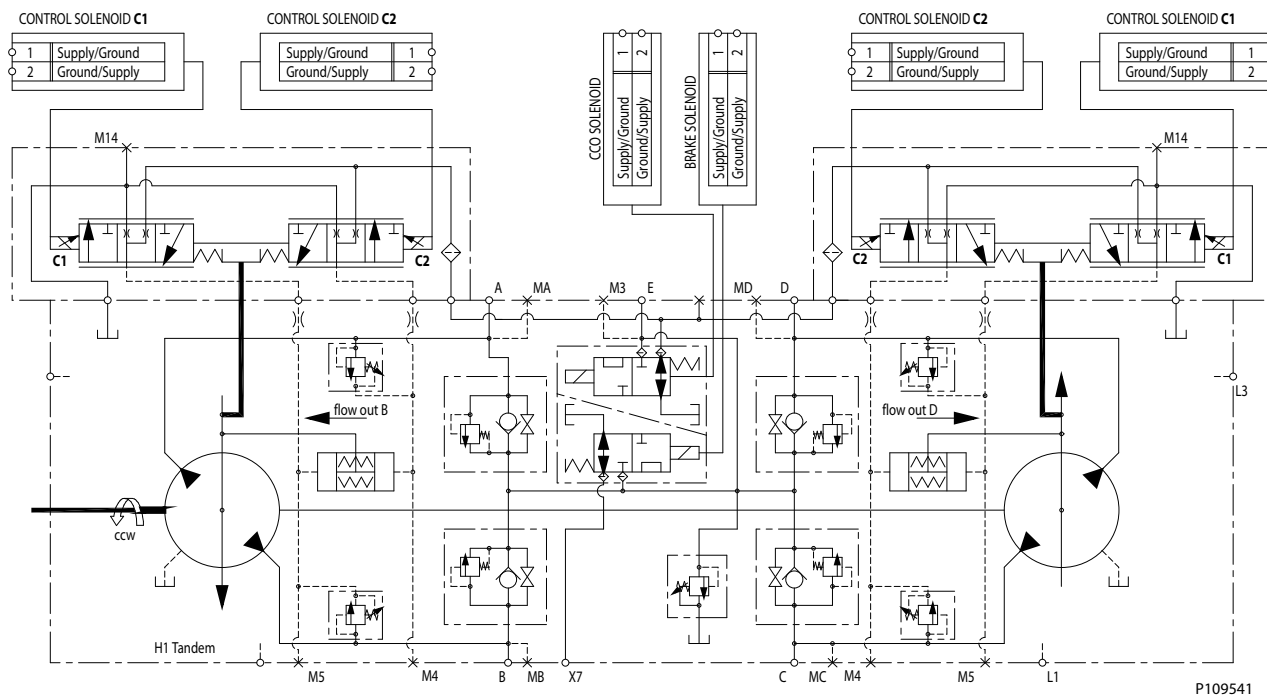 CONTROL SOLENOID C1
1 Supply/Ground
2 Ground/Supply
CONTROL SOLENOID C2
Supply/Ground 1
Ground/Supply 2
CCO SOLENOID
Supply/Ground 1
Ground/Supply 2
BRAKE SOLENOID
Supply/Ground 1
Ground/Supply 2
CONTROL SOLENOID C2
1 Supply/Ground
2 Ground/Supply
CONTROL SOLENOID C1
Supply/Ground 1
Ground/Supply 2
M14
M14
C1
C2
C2
C1
A
MA
M3
E
MD
D
L3
flow out B
flow out D
ccw
H1 Tandem
M5
M4
B
MB
X7
C
MC
M4
M5
L1
P109541